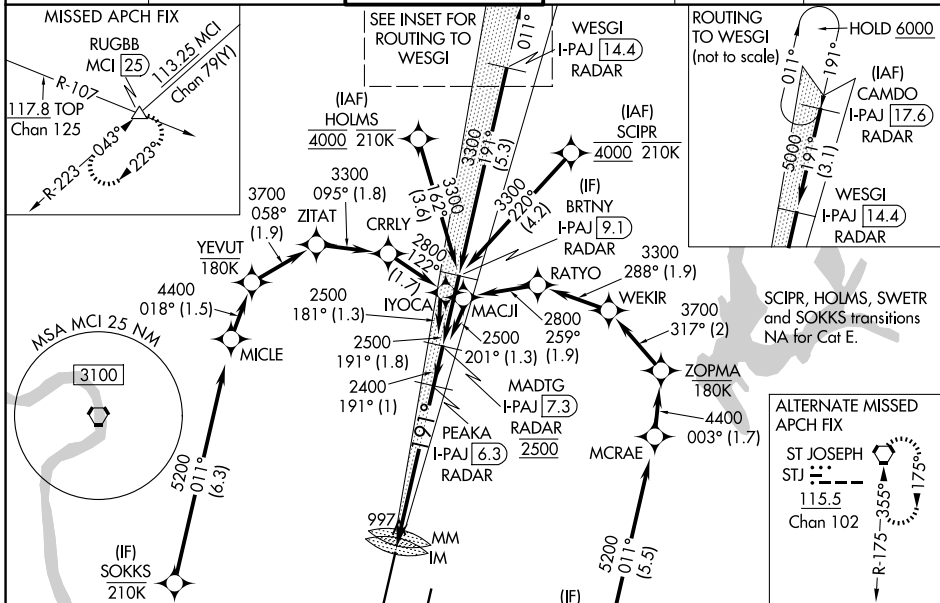 MISSED APCH FIX
RUGBB
MCI 25
113.25 MCI
Chan 79(Y)
R-107
117.8 TOP
Chan 125
R-223
043°
223°
SEE INSET FOR
ROUTING TO
WESGI
011°
WESGI
I-PAJ 14.4
RADAR
(IAF)
HOLMS
4000 210K
3300
191°
(5.3)
(IAF)
SCIPR
4000 210K
3300
162°
(3.6)
3300
220°
(4.2)
(IF)
BRTNY
I-PAJ 9.1
RADAR
ROUTING
TO WESGI
(not to scale)
HOLD 6000
011°
191°
(IAF)
CAMDO
I-PAJ 17.6
RADAR
5000
191°
(3.1)
WESGI
I-PAJ 14.4
RADAR
3300
095° (1.8)
3700
058°
(1.9)
ZITAT
CRRLY
YEVUT
180K
2800
122°
(1.7)
4400
018° (1.5)
IYOCA
MACJI
RATYO
3300
288° (1.9)
WEKIR
2500
181° (1.3)
2500
201° (1.3)
2800
259°
(1.9)
3700
317° (2)
SCIPR, HOLMS, SWETR
and SOKKS transitions
NA for Cat E.
MICLE
MSA MCI 25 NM
3100
2500
191° (1.8)
2400
191° (1)
MADTG
I-PAJ 7.3
RADAR
2500
ZOPMA
180K
PEAKA
I-PAJ 6.3
RADAR
191°
4400
003° (1.7)
MCRAE
ALTERNATE MISSED
APCH FIX
ST JOSEPH
STJ
115.5
Chan 102
355°
175°
R-175
5200
011°
(6.3)
997
MM
IM
(IF)
SOKKS
210K
5200
011°
(5.5)
(IF)